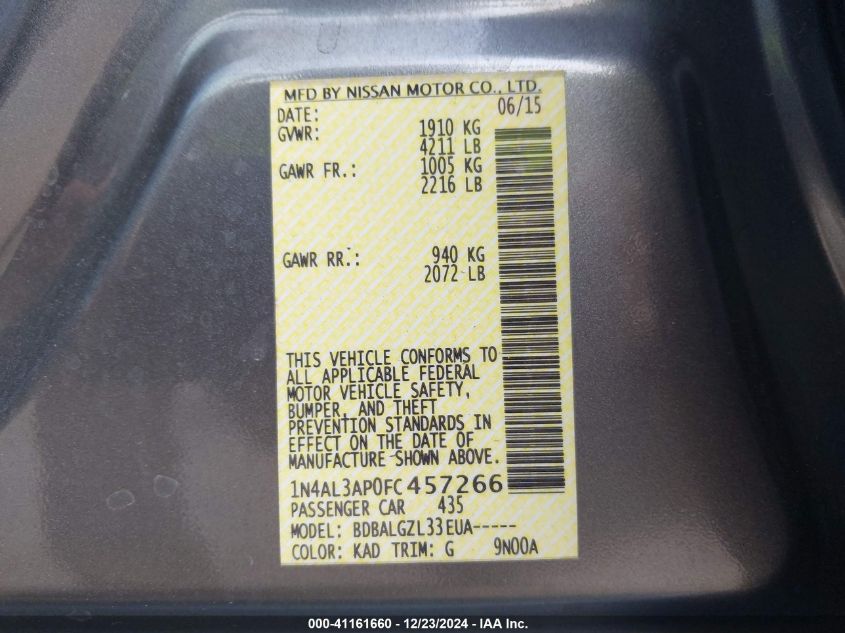 MFD BY NISSAN MOTOR CO., LTD.
DATE: 06/15
GVWR: 1910 KG
4211 LB
GAWR FR.: 1005 KG
2216 LB
GAWR RR.: 940 KG
2072 LB
THIS VEHICLE CONFORMS TO
ALL APPLICABLE FEDERAL
MOTOR VEHICLE SAFETY,
BUMPER, AND THEFT
PREVENTION STANDARDS IN
EFFECT ON THE DATE OF
MANUFACTURE SHOWN ABOVE.
1N4AL3AP0FC457266
PASSENGER CAR 435
MODEL: BDBALGZL33EUA-----
COLOR: KAD TRIM: G 9N00A
000-41161660 - 12/23/2024 - IAA Inc.